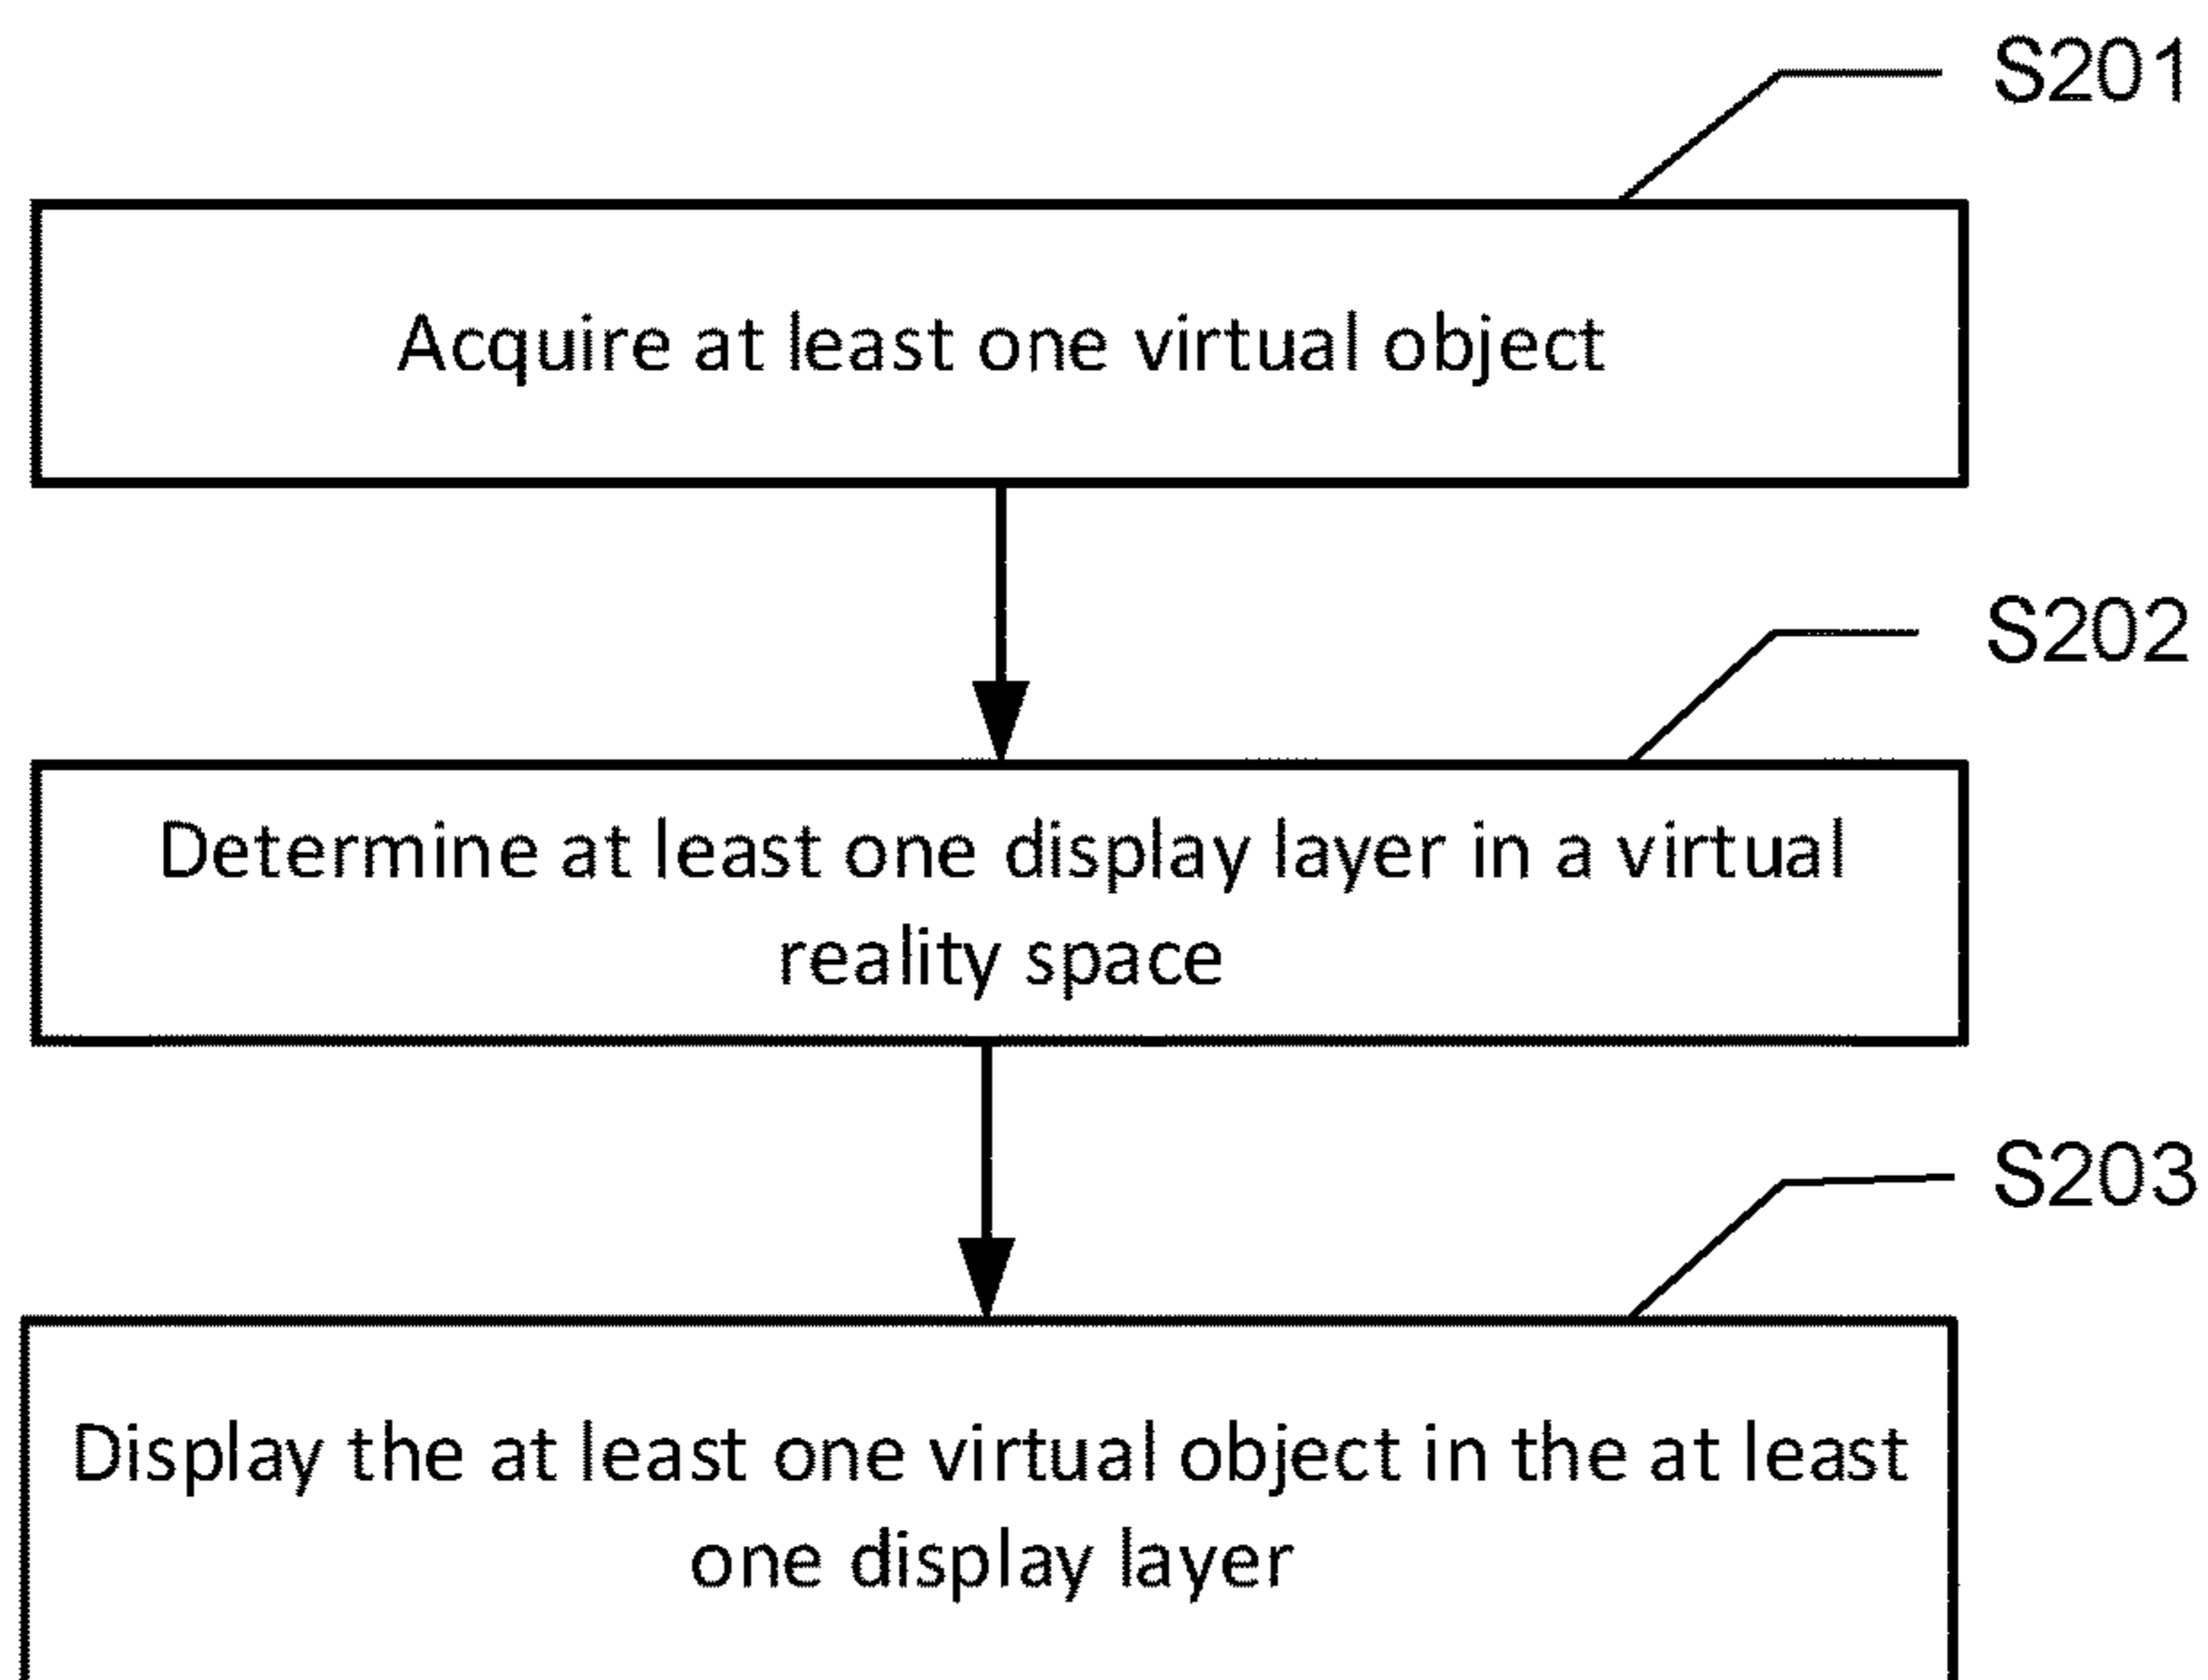 S201
Acquire at least one virtual object
S202
Determine at least one display layer in a virtual
reality space
S203
Display the at least one virtual object in the at least
one display layer